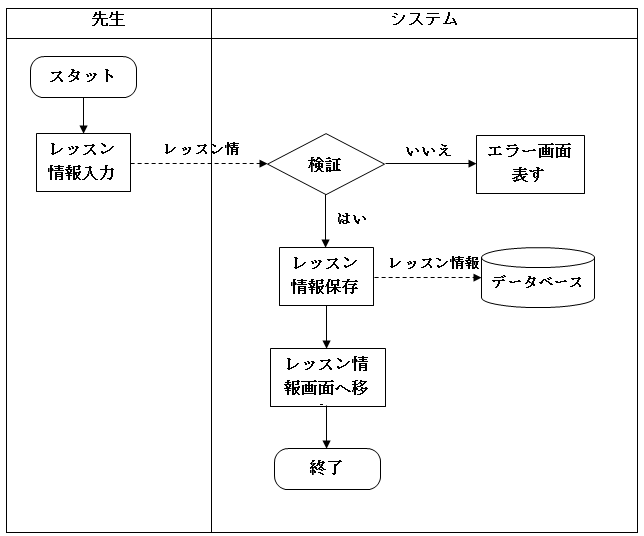 先生
システム
スタット
レッスン
情報入力
レッスン情
検証
いいえ
エラー画面
表す
はい
レッスン
情報保存
レッスン情報
データベース
レッスン情
報画面へ移
終了